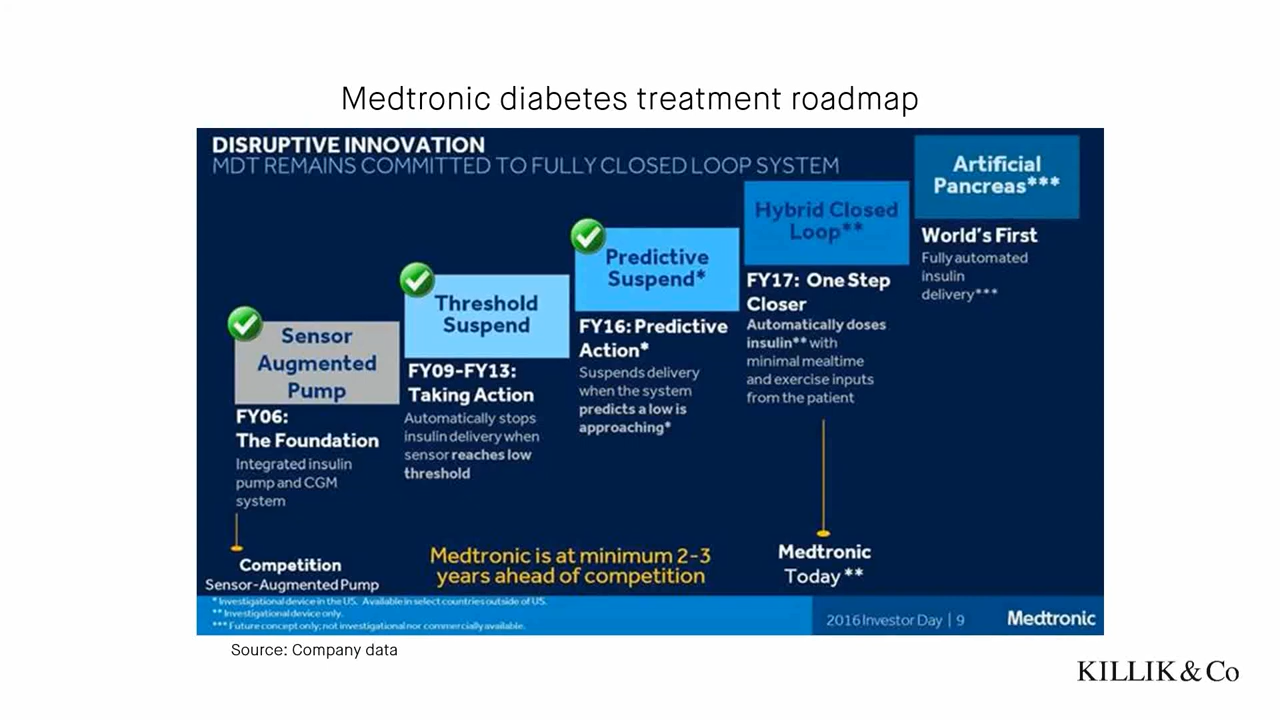 Medtronic diabetes treatment roadmap
DISRUPTIVE INNOVATION
MDT REMAINS COMMITTED TO FULLY CLOSED LOOP SYSTEM
Sensor
Augmented
Pump
FY06:
The Foundation
Integrated insulin
pump and CGM
system
Competition
Sensor-Augmented Pump
Threshold
Suspend
FY09-FY13:
Taking Action
Automatically stops
insulin delivery when
sensor reaches low
threshold
Predictive
Suspend*
FY16: Predictive
Action*
Suspends delivery
when the system
predicts a low is
approaching*
Hybrid Closed
Loop**
FY17: One Step
Closer
Automatically doses
insulin** with
minimal mealtime
and exercise inputs
from the patient
Medtronic
Today **
Artificial
Pancreas***
World's First
Fully automated
insulin
delivery***
Medtronic is at minimum 2-3
years ahead of competition
* Investigational device in the US. Available in select countries outside of US.
** Investigational device only.
*** Future concept only; not investigational nor commercially available.
2016 Investor Day | 9
Medtronic
Source: Company data
KILLIK & Co